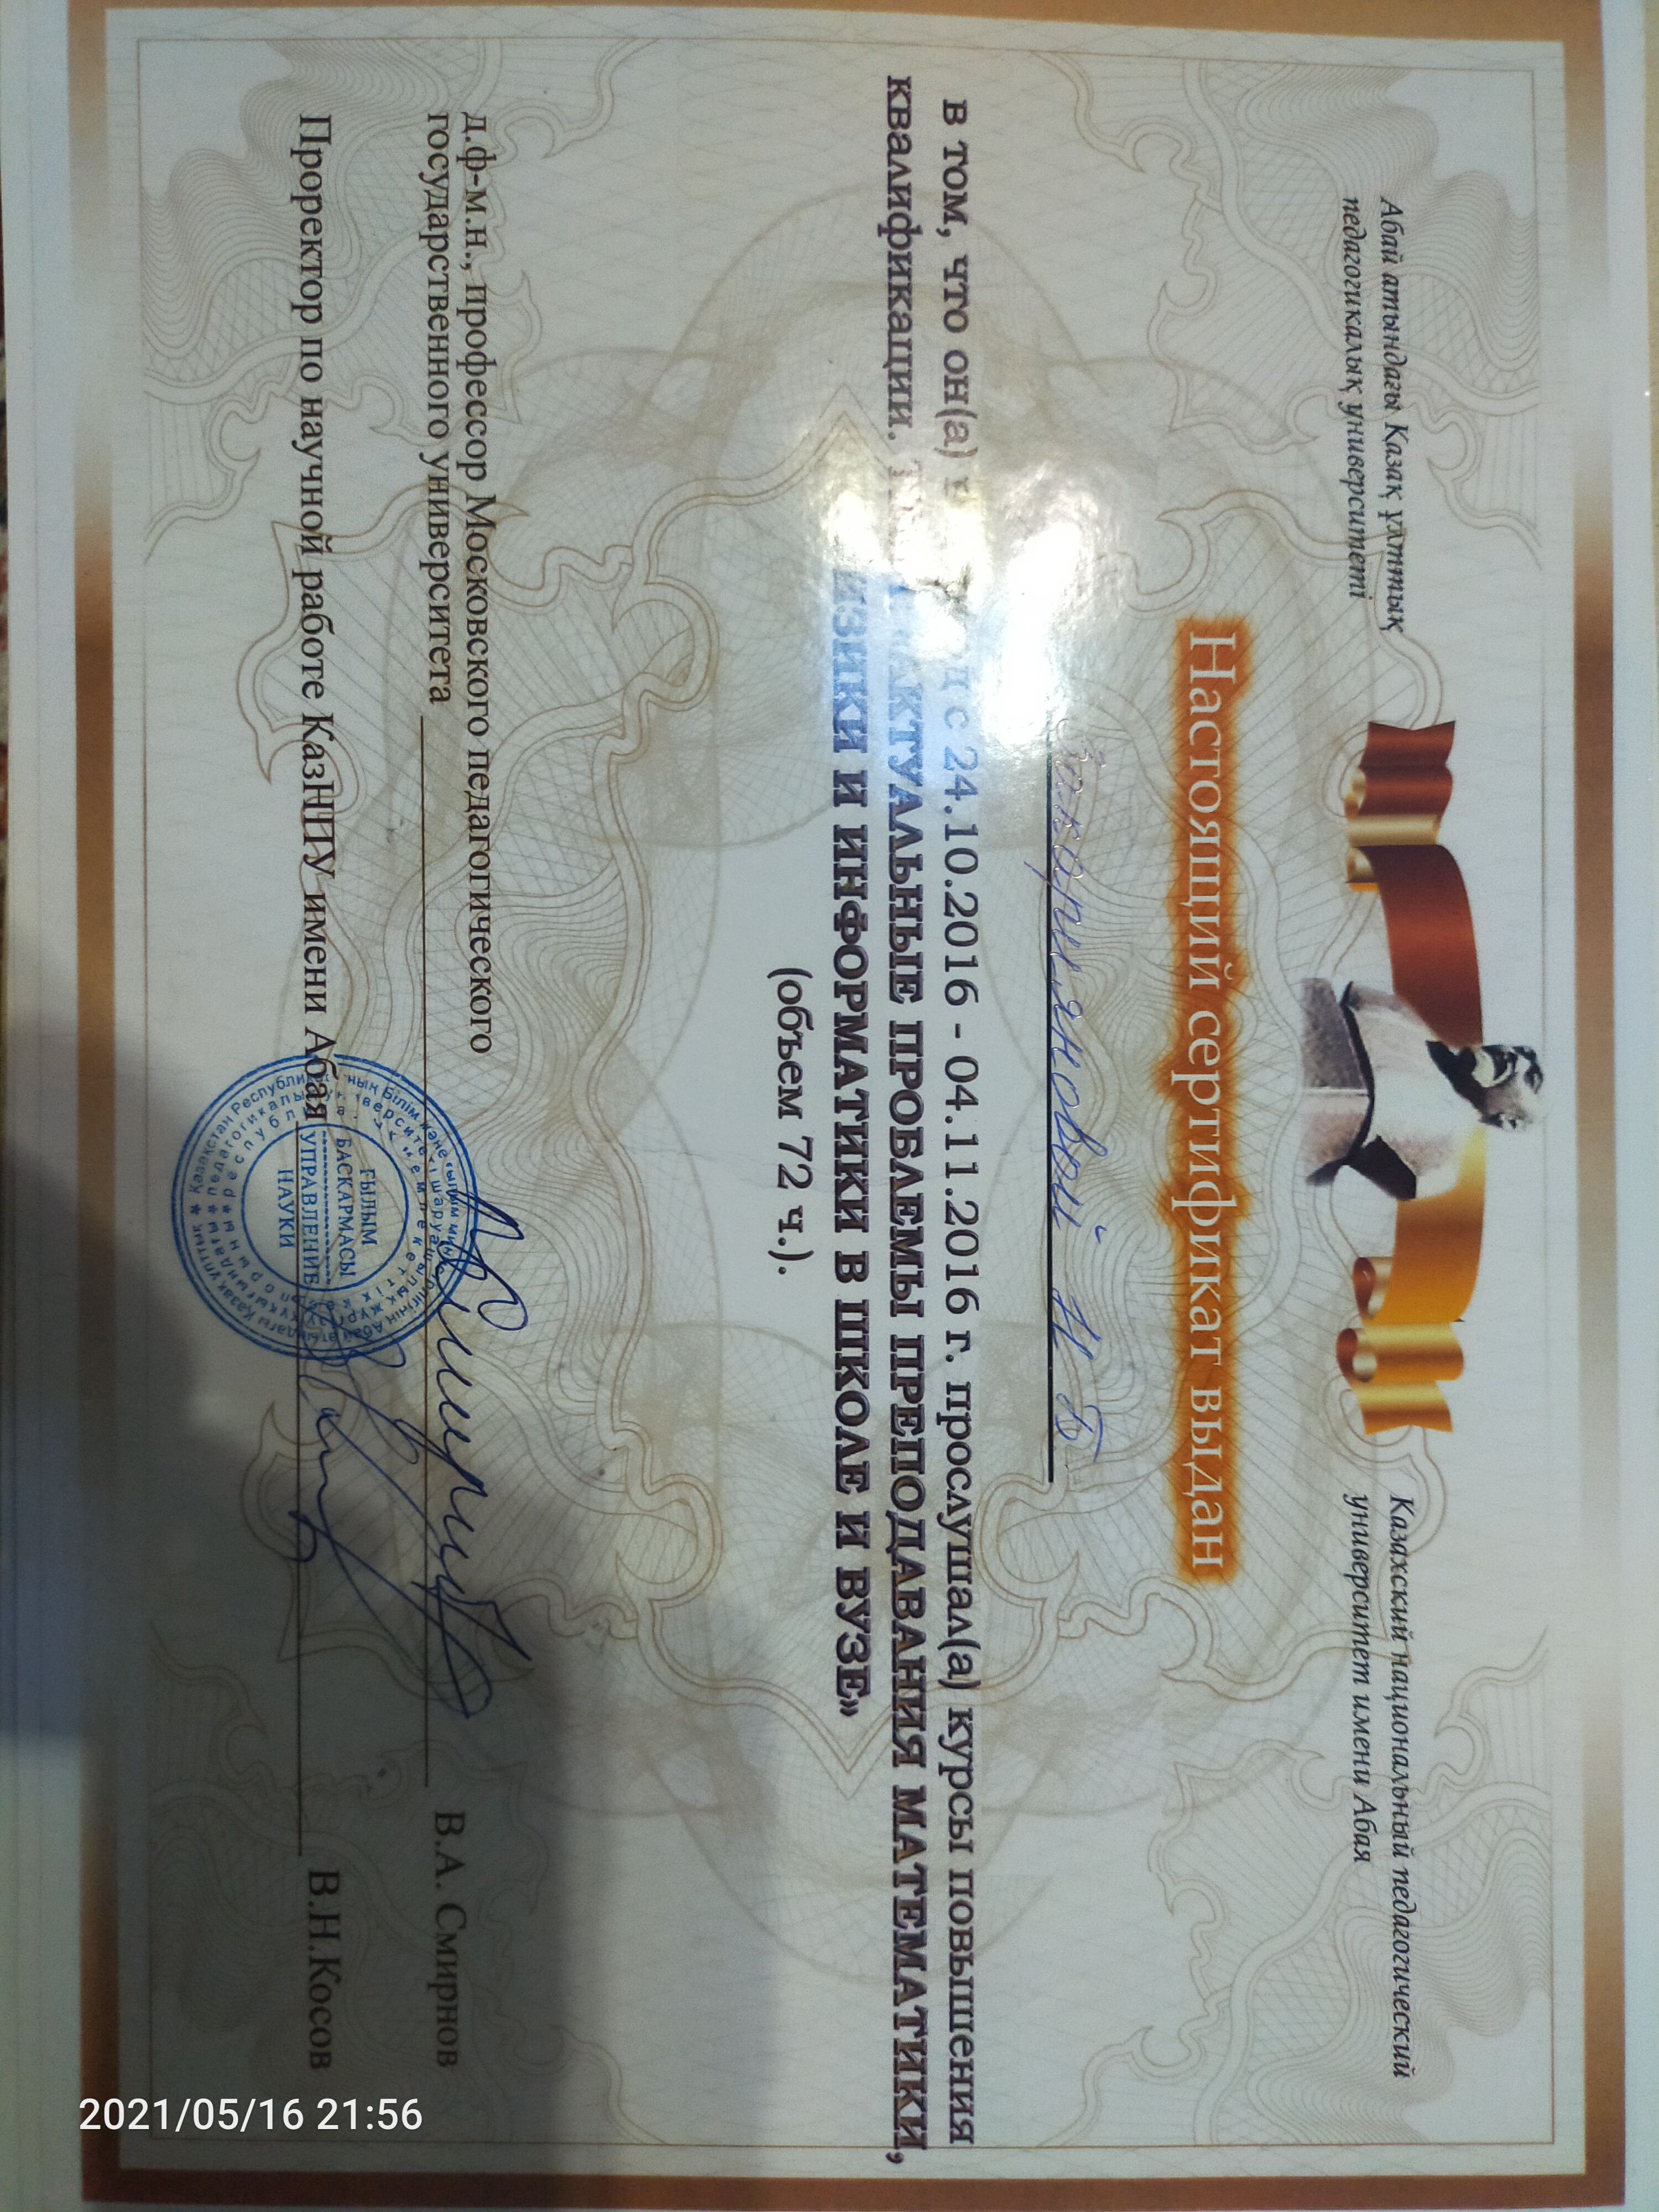 Абай атындағы Казақ ұлттық
педагогикалық университеті
Казахский национальный педагогический
университет имени Абая
Настоящий сертификат выдан
Закарияновой Н Б
в том, что он(а) с 24.10.2016 - 04.11.2016 г. прослушал(а) курсы повышения
квалификации. АКТУАЛЬНЫЕ ПРОБЛЕМЫ ПРЕПОДАВАНИЯ МАТЕМАТИКИ,
ФИЗИКИ И ИНФОРМАТИКИ В ШКОЛЕ И ВУЗЕ»
(объем 72 ч.).
д.ф-м.н., профессор Московского педагогического
государственного университета В.А. Смирнов
Проректор по научной работе КазНПУ имени Абая В.Н.Косов
ҒЫЛЫМ
БАСКАРМАСЫ
УПРАВЛЕНИЕ
НАУКИ
2021/05/16 21:56